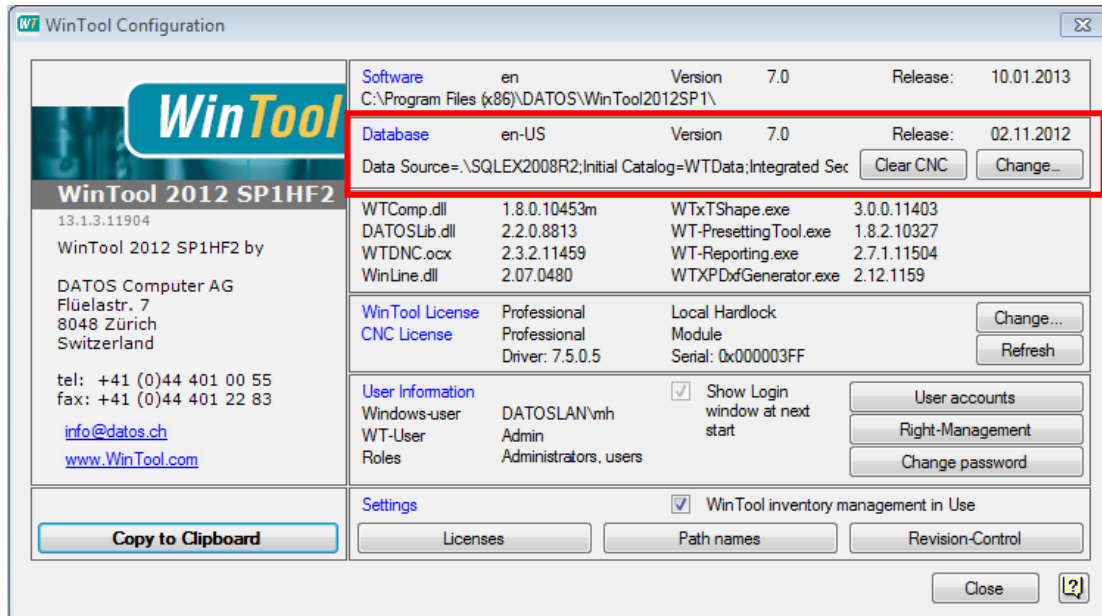 WT WinTool Configuration
WinTool
WinTool 2012 SP1HF2
13.1.3.11904
WinTool 2012 SP1HF2 by
DATOS Computer AG
Flüelastr. 7
8048 Zürich
Switzerland
tel: +41 (0)44 401 00 55
fax: +41 (0)44 401 22 83
info@datos.ch
www.WinTool.com
Copy to Clipboard
Software en Version 7.0 Release: 10.01.2013
C:\Program Files (x86)\DATOS\WinTool2012SP1\
Database en-US Version 7.0 Release: 02.11.2012
Data Source=.\SQLEX2008R2;Initial Catalog=WTData;Integrated Sec Clear CNC Change...
WTComp.dll 1.8.0.10453m WTxTShape.exe 3.0.0.11403
DATOSLib.dll 2.2.0.8813 WT-PresettingTool.exe 1.8.2.10327
WTDNC.ocx 2.3.2.11459 WT-Reporting.exe 2.7.1.11504
WinLine.dll 2.07.0480 WTXPDxfGenerator.exe 2.12.1159
WinTool License Professional Local Hardlock Change...
CNC License Professional Module
Driver: 7.5.0.5 Serial: 0x000003FF Refresh
User Information Show Login User accounts
Windows-user DATOSLAN\mh window at next
WT-User Admin start Right-Management
Roles Administrators, users Change password
Settings WinTool inventory management in Use
Licenses Path names Revision-Control
Close ?